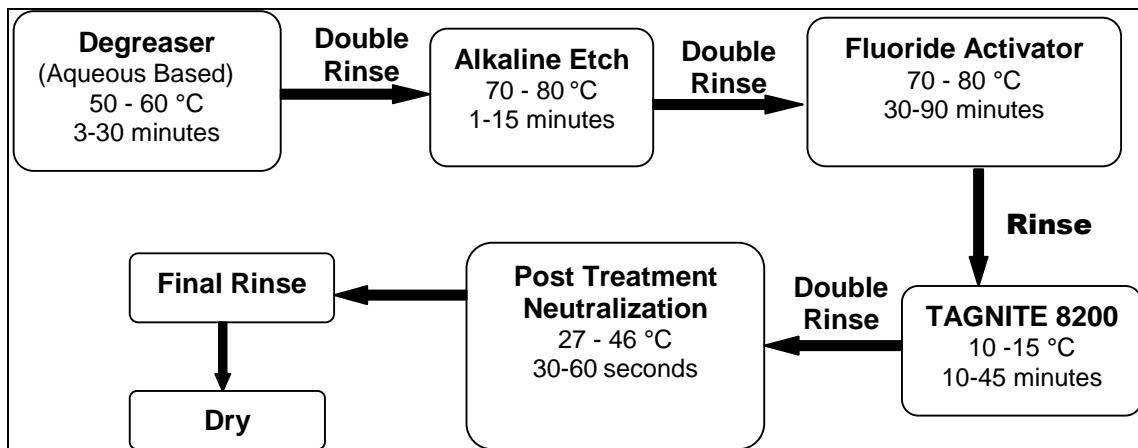 Degreaser
(Aqueous Based)
50 - 60 °C
3-30 minutes
Double
Rinse
Alkaline Etch
70 - 80 °C
1-15 minutes
Double
Rinse
Fluoride Activator
70 - 80 °C
30-90 minutes
Rinse
TAGNITE 8200
10 -15 °C
10-45 minutes
Double
Rinse
Post Treatment
Neutralization
27 - 46 °C
30-60 seconds
Final Rinse
Dry